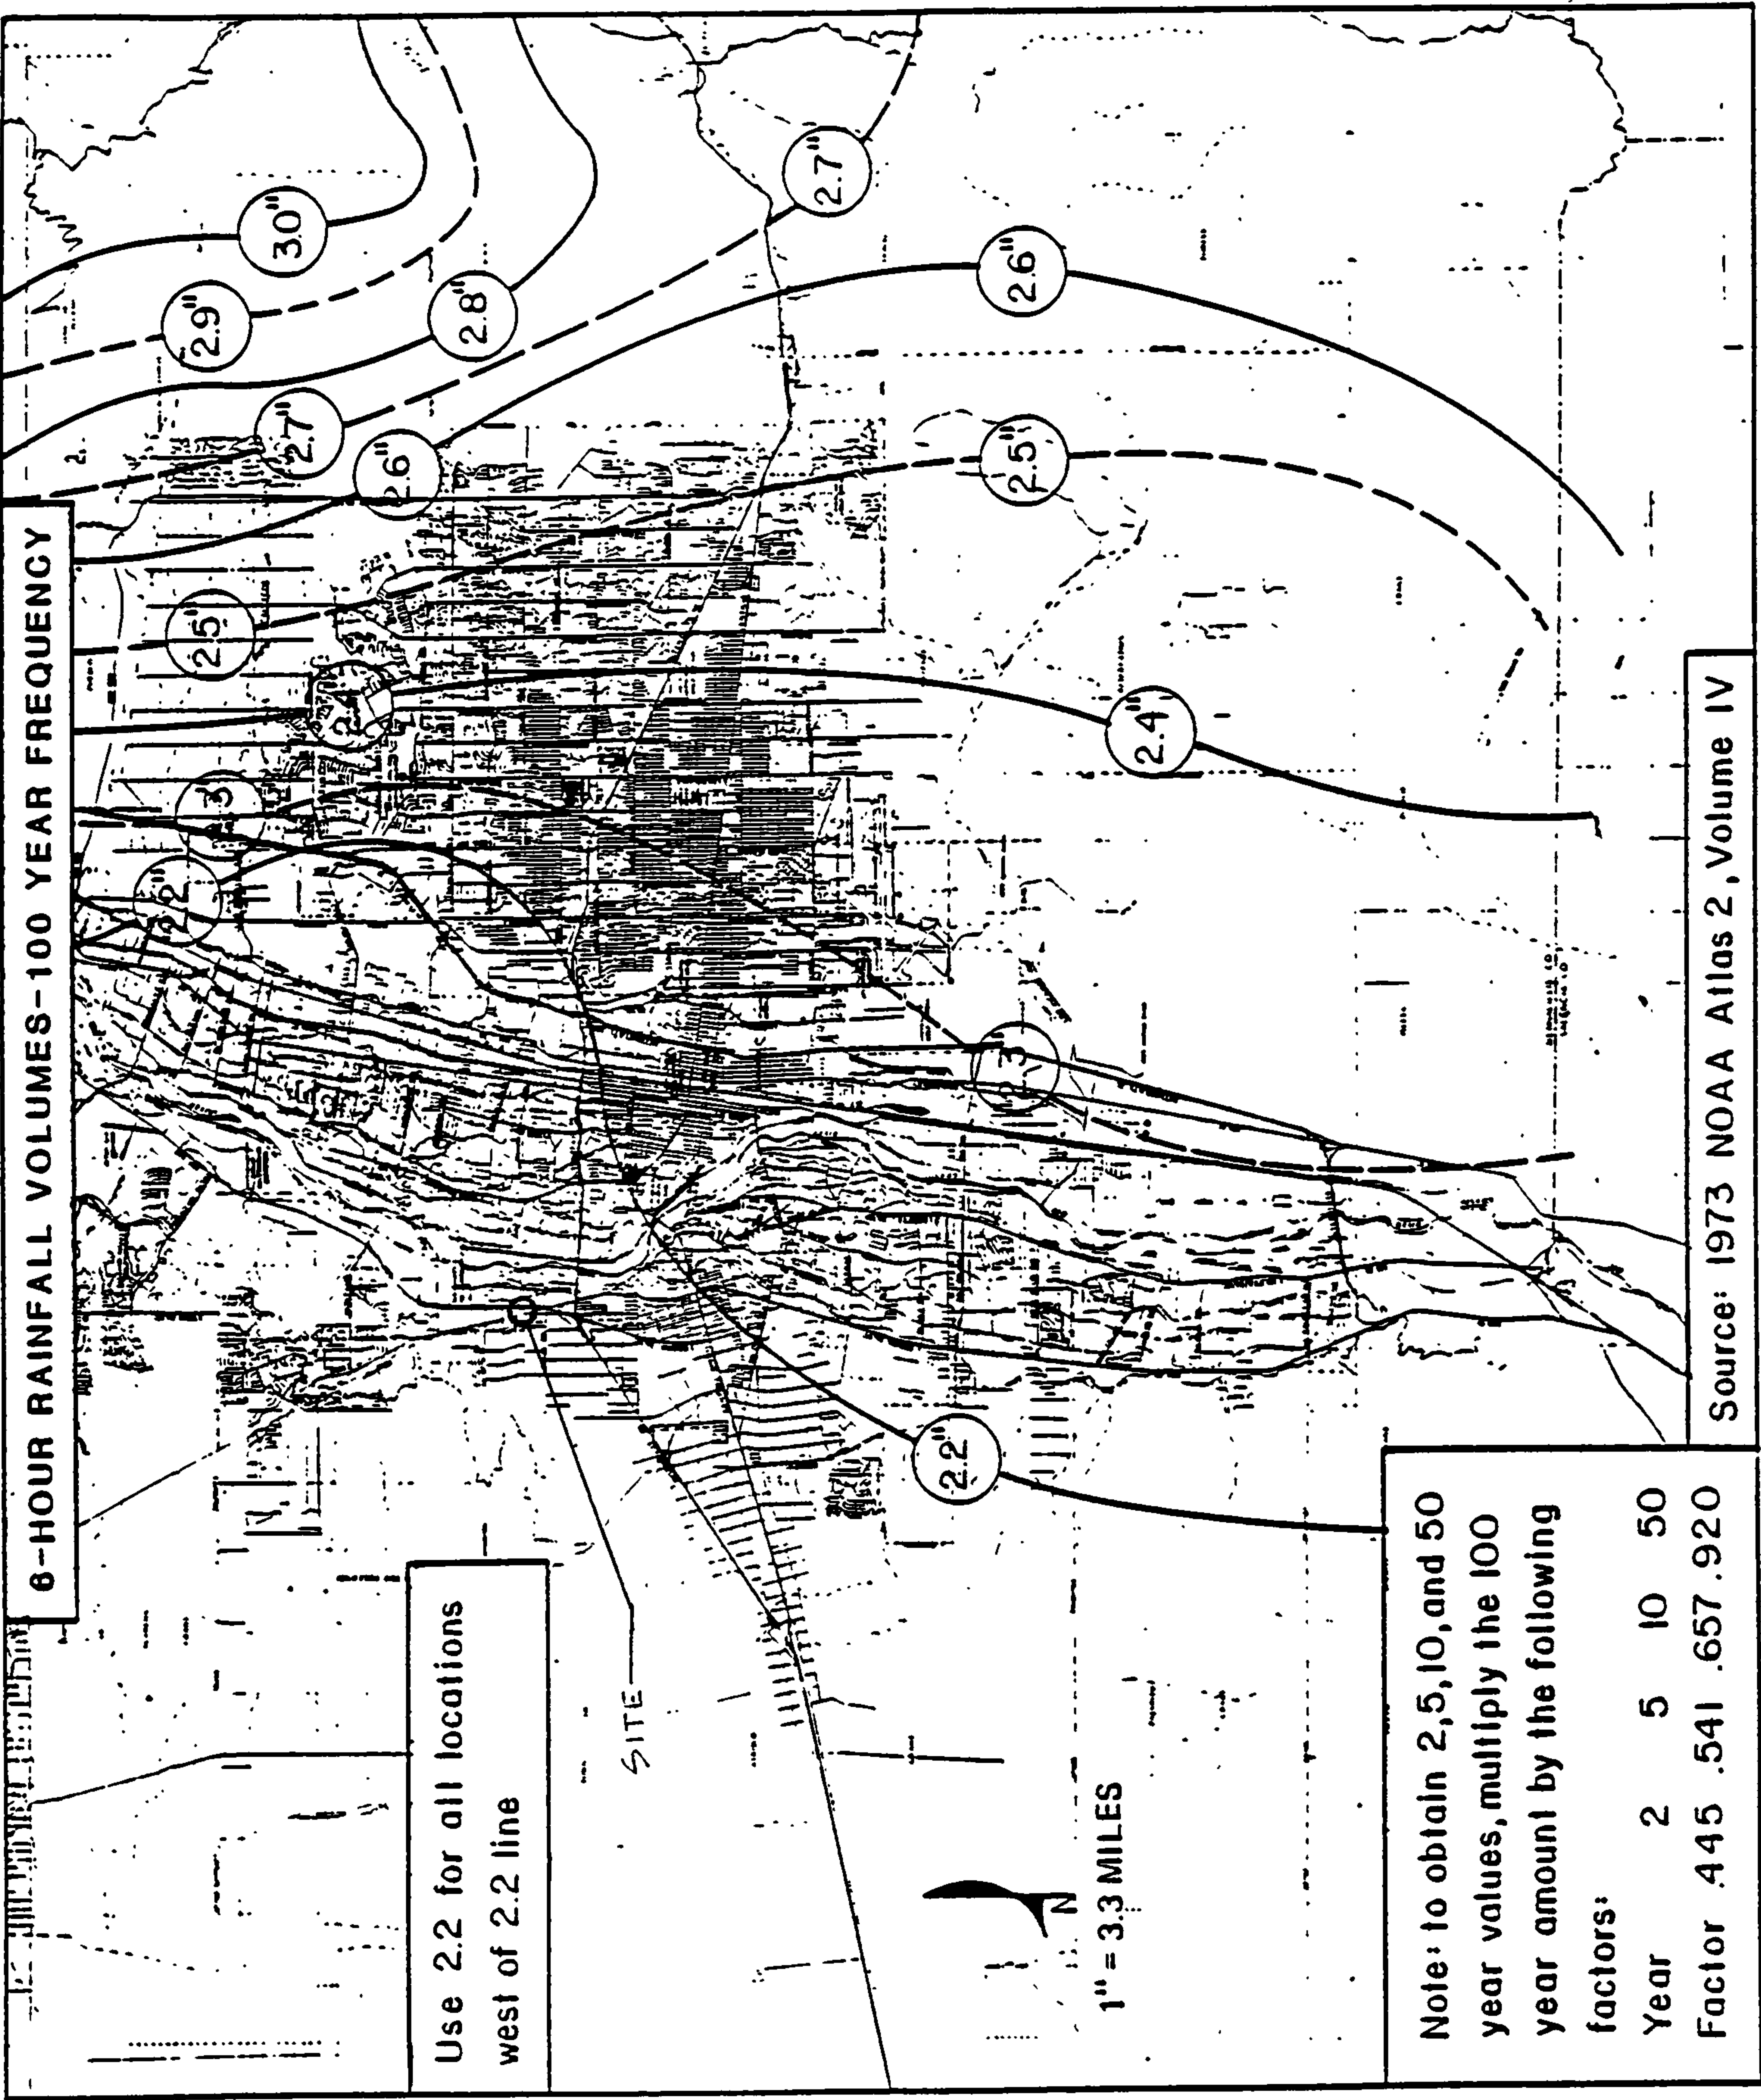 6-HOUR RAINFALL VOLUMES-100 YEAR FREQUENCY
3.0"
2.9"
2.8"
2.7"
2.7"
2.6"
2.6"
2.5"
2.5"
2.4"
2.4"
2.2"
2.2"
Use 2.2 for all locations
west of 2.2 line
SITE
N
1" = 3.3 MILES
Note: to obtain 2,5,10, and 50
year values, multiply the 100
year amount by the following
factors:
Year 2 5 10 50
Factor .445 .541 .657 .920
Source: 1973 NOAA Atlas 2, Volume IV